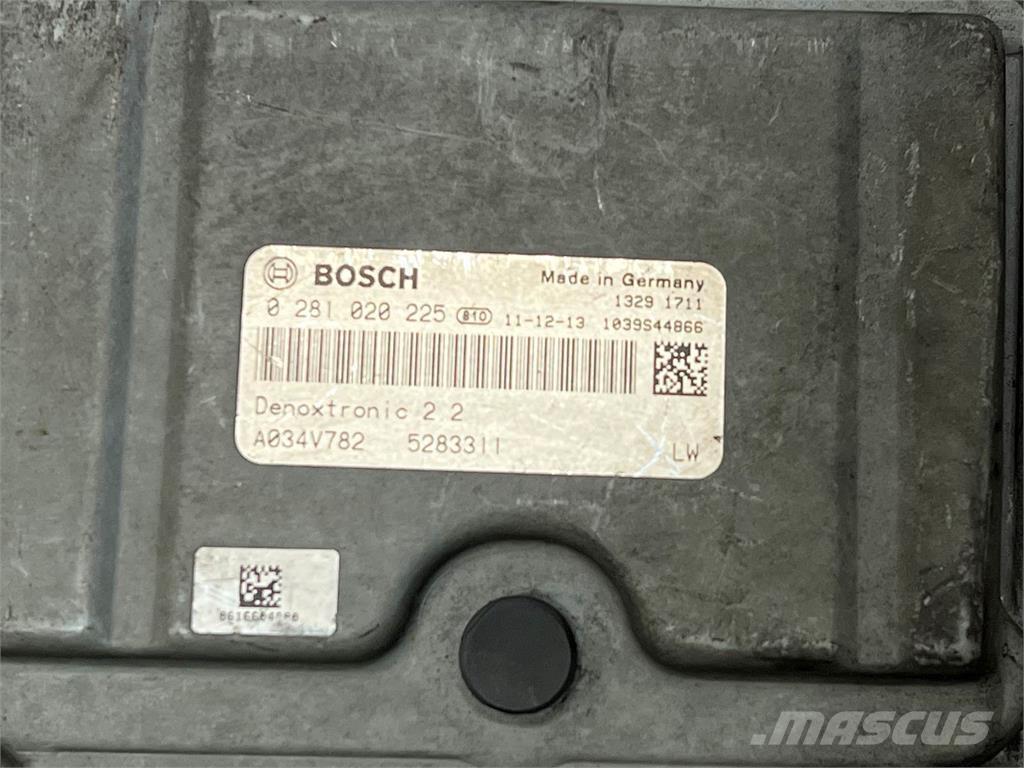 BOSCH Made in Germany
1329 1711
0 281 020 225 810 11-12-13 1039S44866
Denoxtronic 2 2
A034V782 5283311
LW
MASCUS